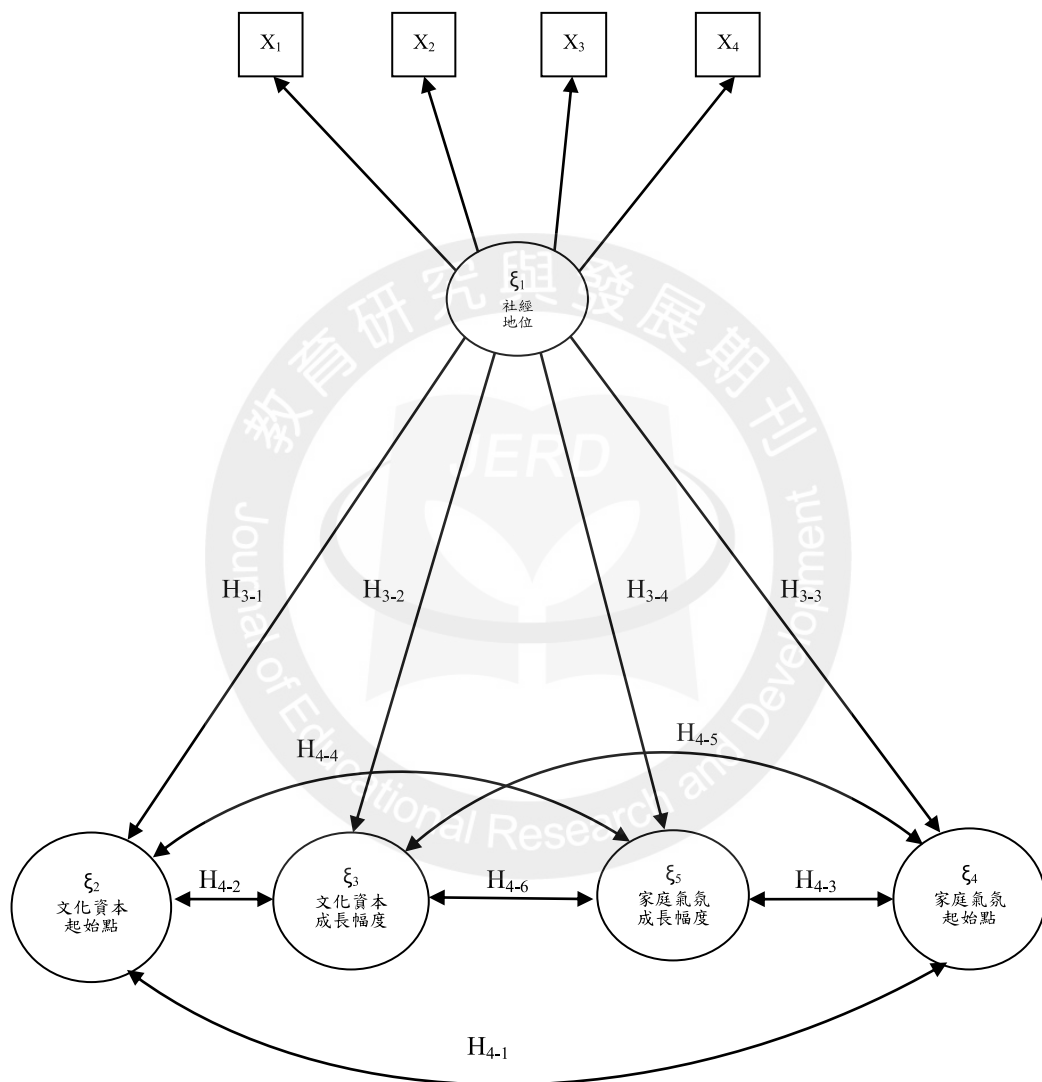 X₁ X₂ X₃ X₄
ξ₁
社經
地位
教育研究與發展期刊
JERD
Journal of Educational Research and Development
H₃₋₁ H₃₋₂ H₃₋₄ H₃₋₃
H₄₋₄ H₄₋₅
ξ₂
文化資本
起始點
H₄₋₂
ξ₃
文化資本
成長幅度
H₄₋₆
ξ₅
家庭氣氛
成長幅度
H₄₋₃
ξ₄
家庭氣氛
起始點
H₄₋₁